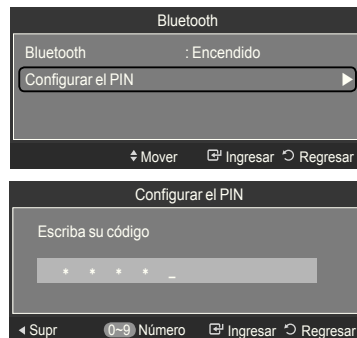 Bluetooth
Bluetooth : Encendido
Configurar el PIN
Mover Ingresar Regresar
Configurar el PIN
Escriba su código
* * * * _
Supr 0~9 Número Ingresar Regresar